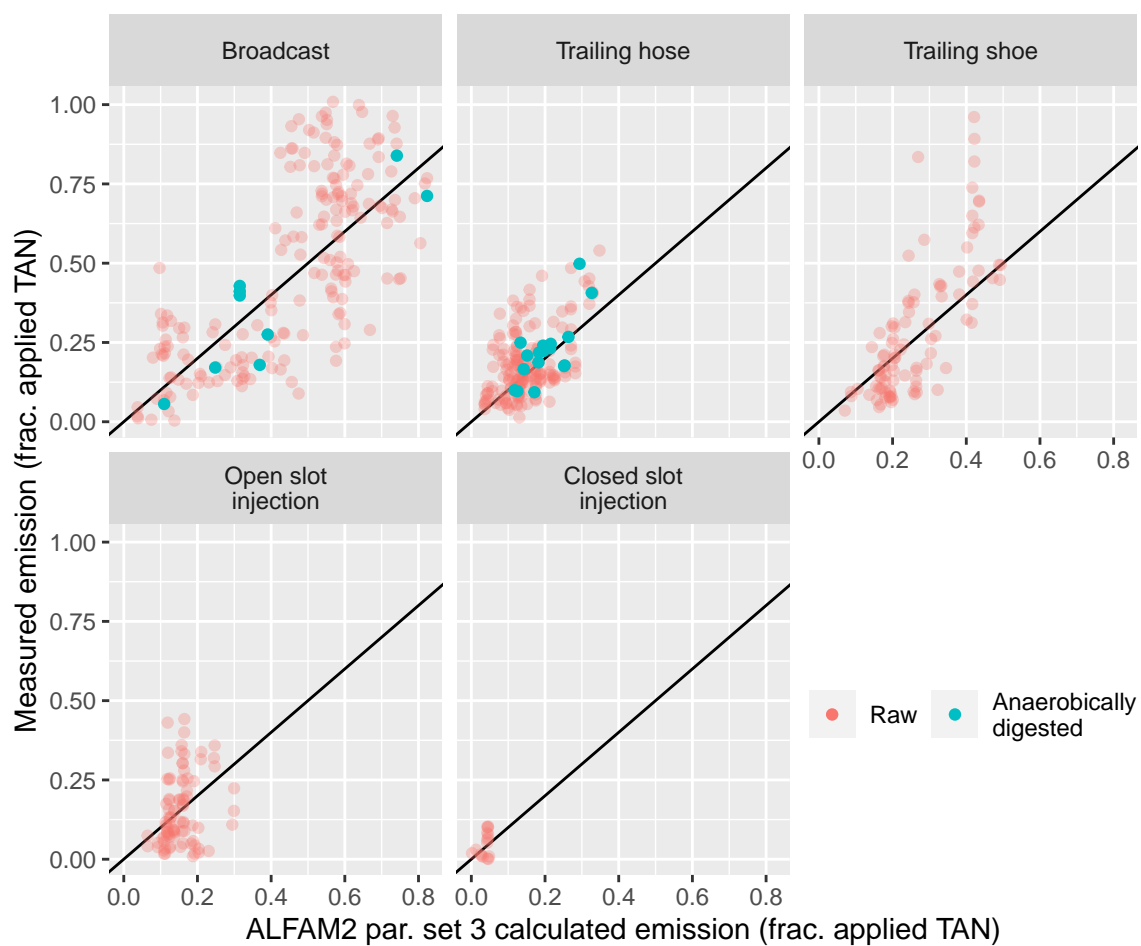 Broadcast
Trailing hose
Trailing shoe
1.00
0.75
0.50
0.25
0.00
0.0 0.2 0.4 0.6 0.8
Open slot
injection
Closed slot
injection
1.00
0.75
0.50
0.25
0.00
0.0 0.2 0.4 0.6 0.8
0.0 0.2 0.4 0.6 0.8
Measured emission (frac. applied TAN)
ALFAM2 par. set 3 calculated emission (frac. applied TAN)
Raw
Anaerobically
digested